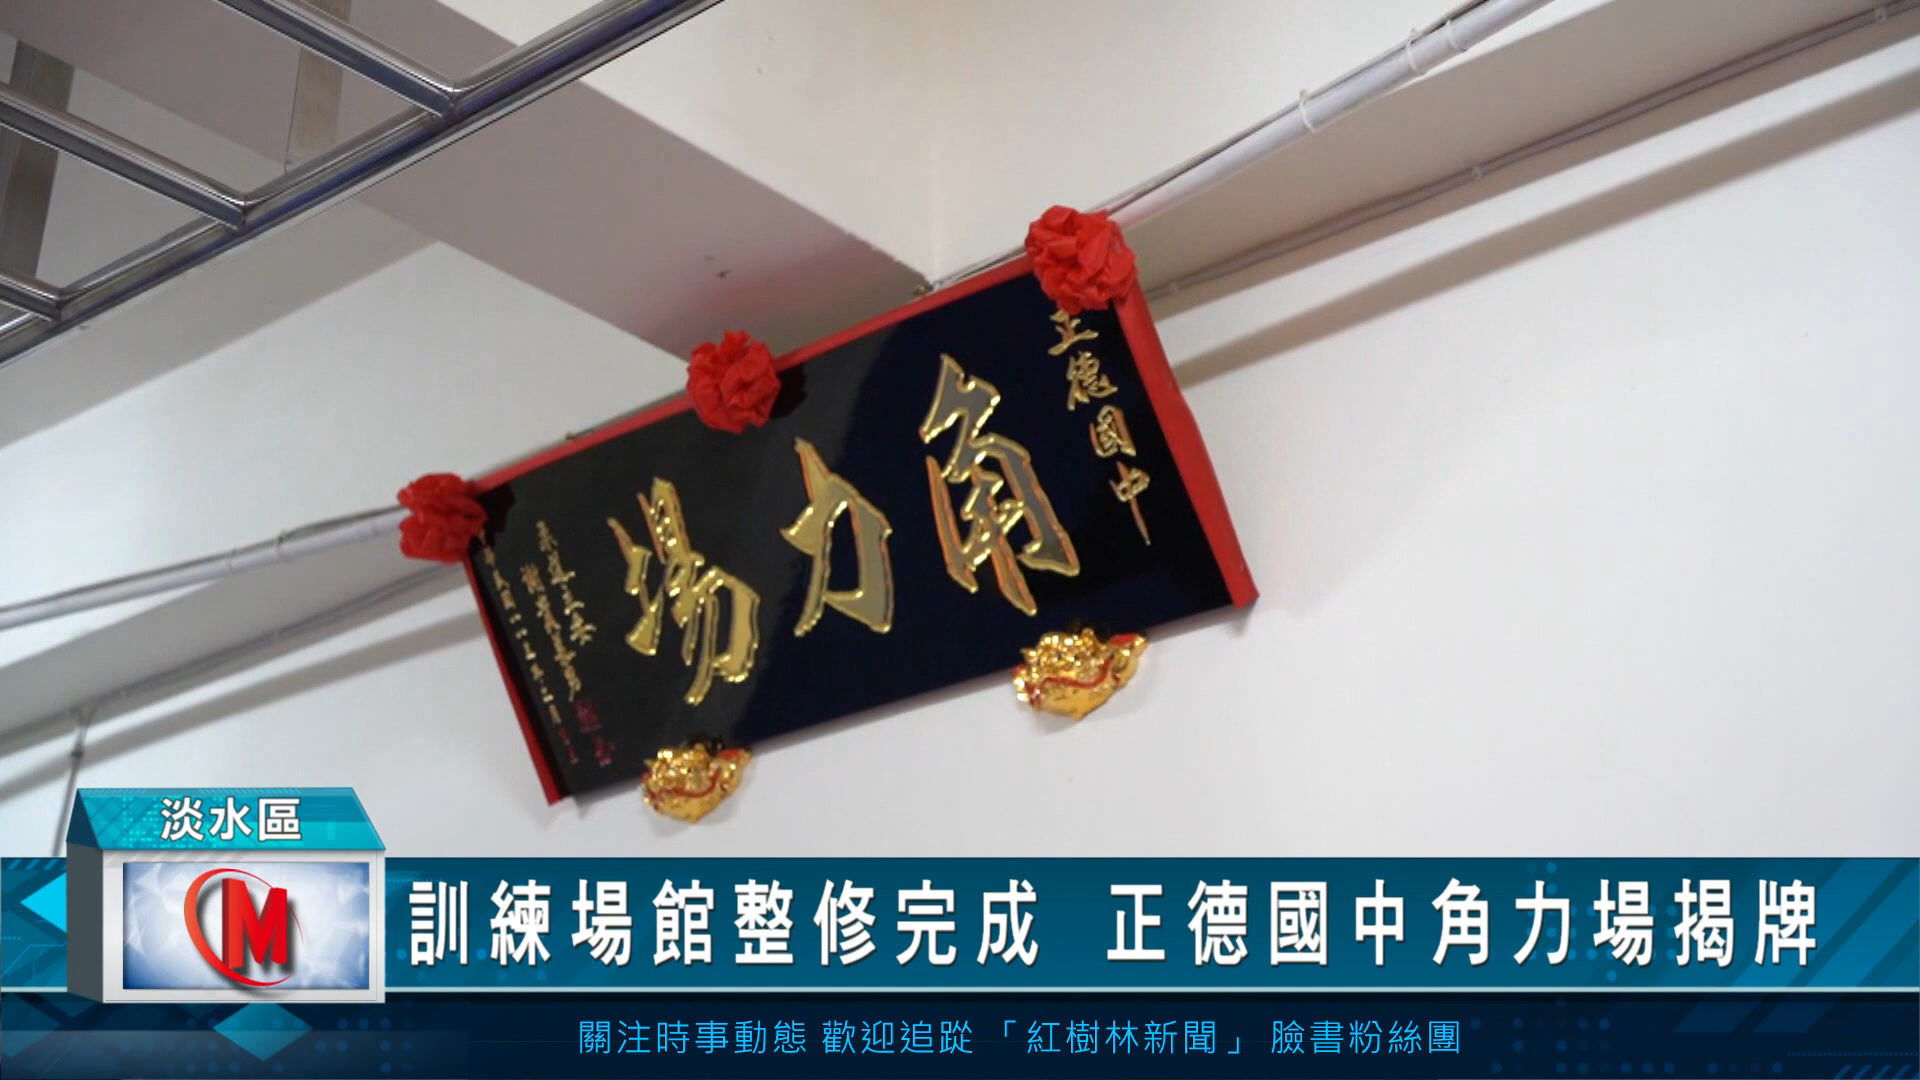 正德國中
角力場
淡水區
M
訓練場館整修完成 正德國中角力場揭牌
關注時事動態 歡迎追蹤「紅樹林新聞」臉書粉絲團